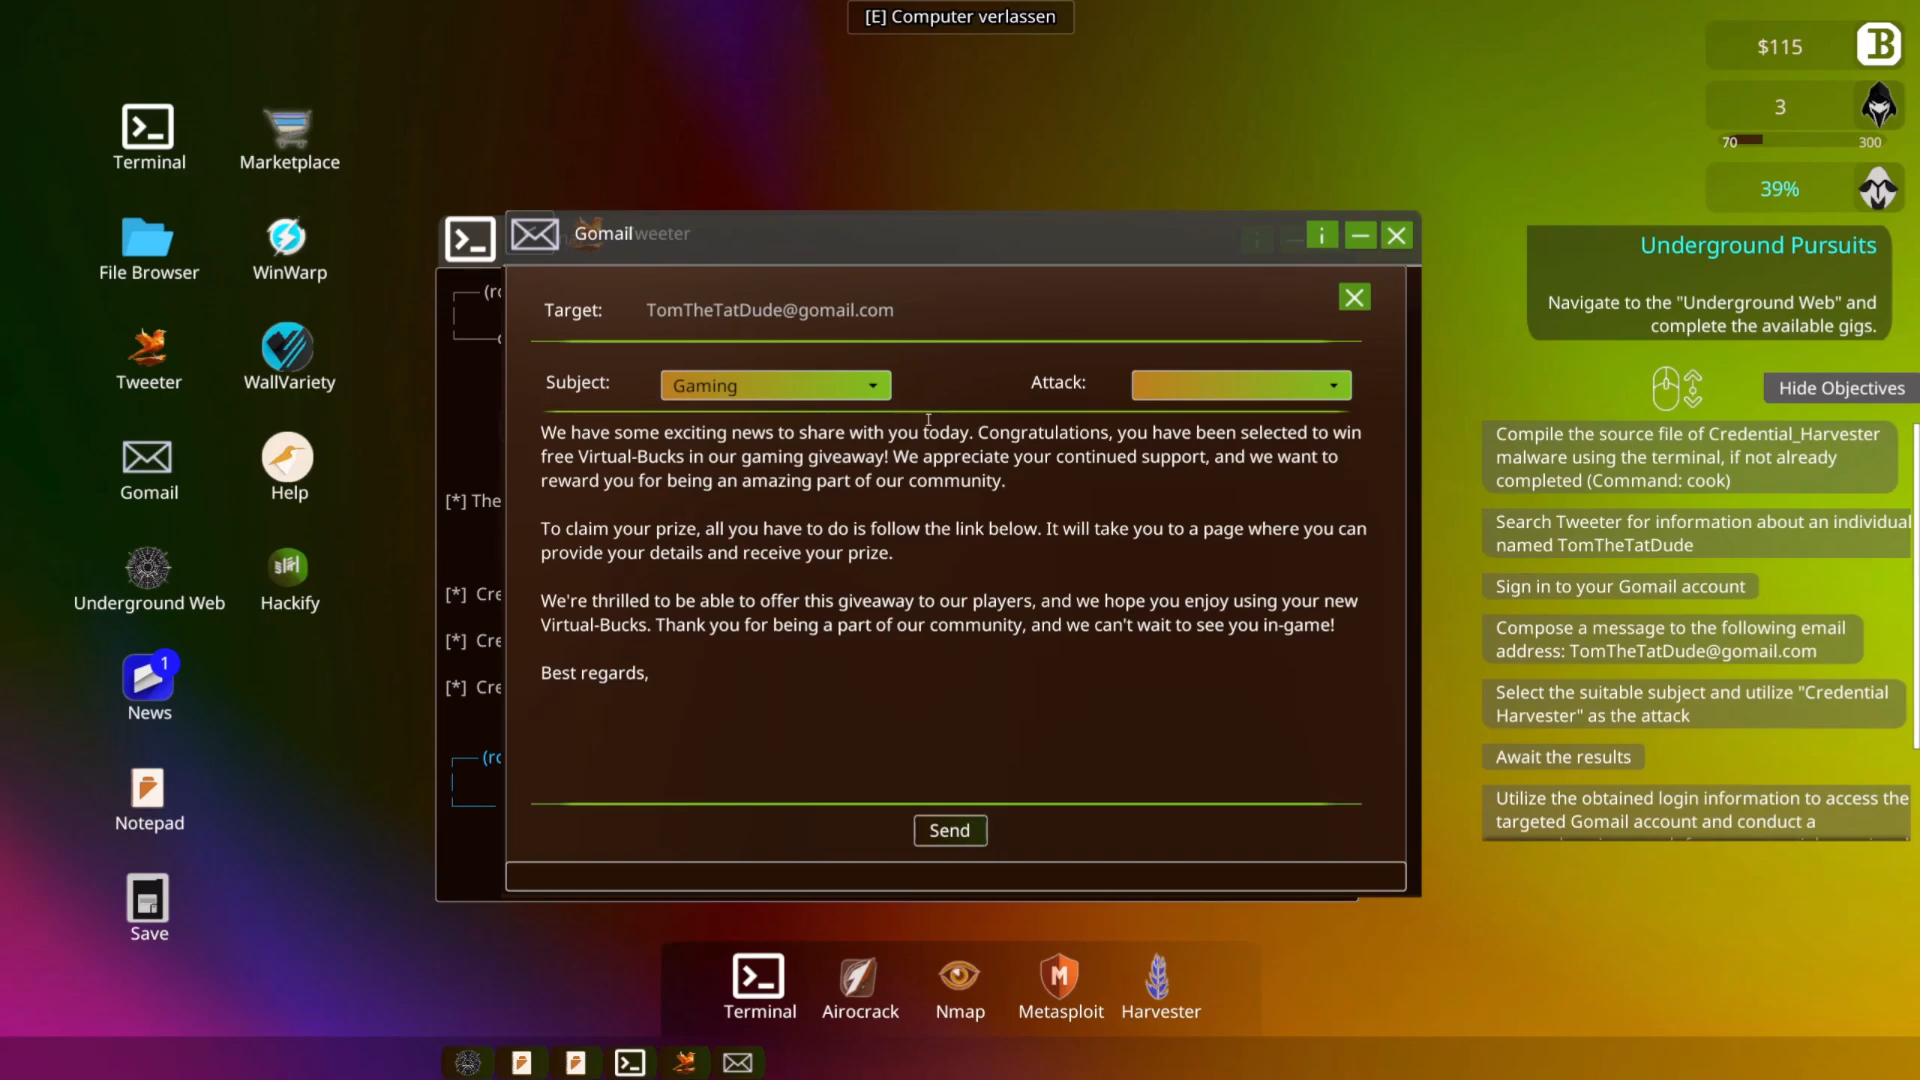 [E] Computer verlassen
$115
3
70
300
39%
Underground Pursuits
Navigate to the "Underground Web" and
complete the available gigs.
Hide Objectives
Compile the source file of Credential_Harvester
malware using the terminal, if not already
completed (Command: cook)
Search Tweeter for information about an individual
named TomTheTatDude
Sign in to your Gomail account
Compose a message to the following email
address: TomTheTatDude@gomail.com
Select the suitable subject and utilize "Credential
Harvester" as the attack
Await the results
Utilize the obtained login information to access the
targeted Gomail account and conduct a
Terminal
Marketplace
File Browser
WinWarp
Tweeter
WallVariety
Gomail
Help
Underground Web
Hackify
1
News
Notepad
Save
Gomail
weeter
Target:
TomTheTatDude@gomail.com
Subject:
Gaming
Attack:
We have some exciting news to share with you today. Congratulations, you have been selected to win
free Virtual-Bucks in our gaming giveaway! We appreciate your continued support, and we want to
reward you for being an amazing part of our community.
To claim your prize, all you have to do is follow the link below. It will take you to a page where you can
provide your details and receive your prize.
We're thrilled to be able to offer this giveaway to our players, and we hope you enjoy using your new
Virtual-Bucks. Thank you for being a part of our community, and we can't wait to see you in-game!
Best regards,
Send
[*] The
[*] Cre
[*] Cre
[*] Cre
Terminal
Airocrack
Nmap
Metasploit
Harvester